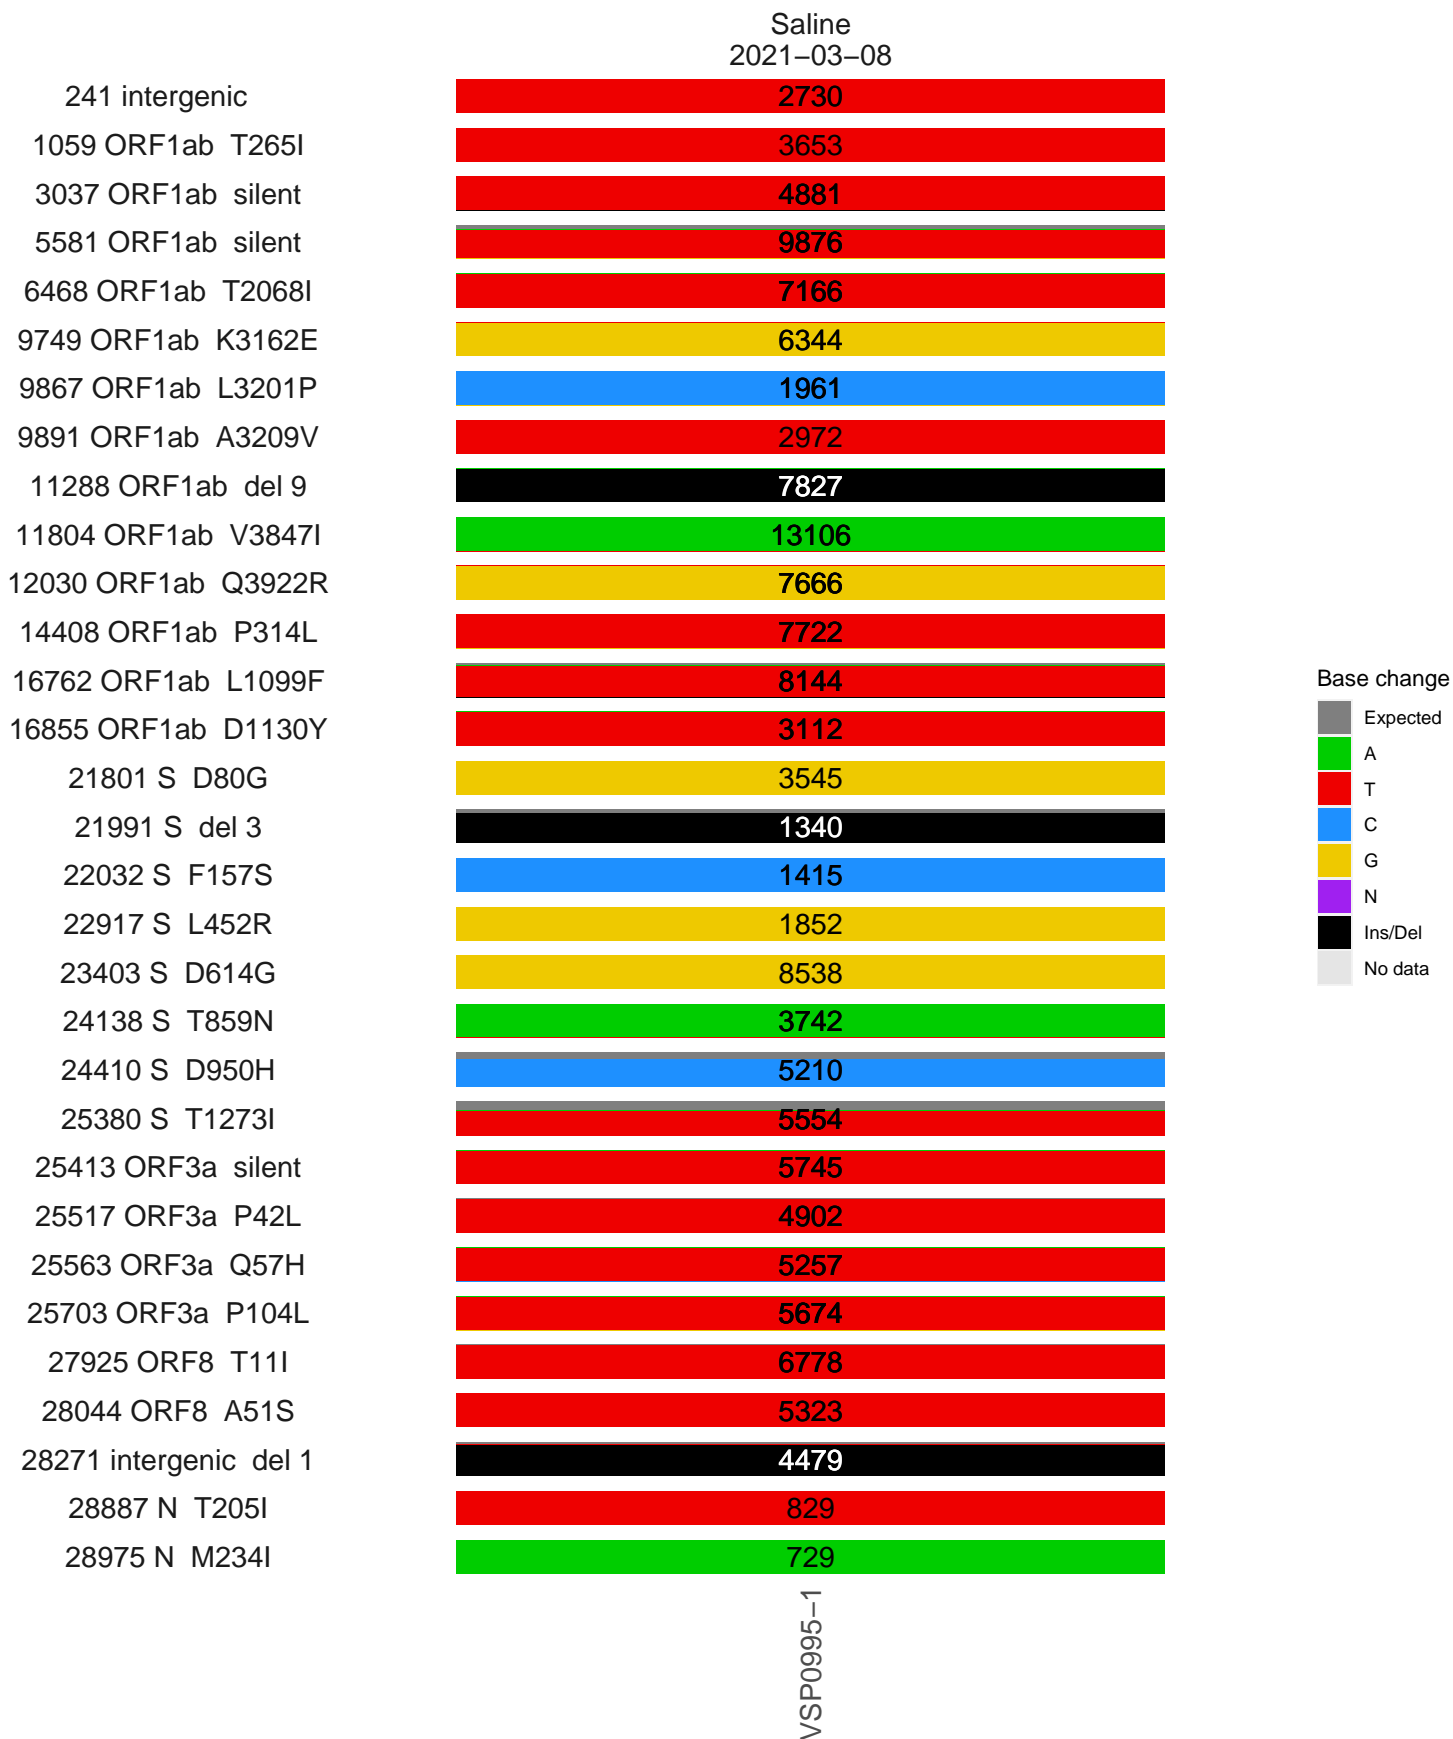 Saline
2021−03−08
241 intergenic 2730
1059 ORF1ab T265I 3653
3037 ORF1ab silent 4881
5581 ORF1ab silent 9876
6468 ORF1ab T2068I 7166
9749 ORF1ab K3162E 6344
9867 ORF1ab L3201P 1961
9891 ORF1ab A3209V 2972
11288 ORF1ab del 9 7827
11804 ORF1ab V3847I 13106
12030 ORF1ab Q3922R 7666
14408 ORF1ab P314L 7722
16762 ORF1ab L1099F 8144
16855 ORF1ab D1130Y 3112
21801 S D80G 3545
21991 S del 3 1340
22032 S F157S 1415
22917 S L452R 1852
23403 S D614G 8538
24138 S T859N 3742
24410 S D950H 5210
25380 S T1273I 5554
25413 ORF3a silent 5745
25517 ORF3a P42L 4902
25563 ORF3a Q57H 5257
25703 ORF3a P104L 5674
27925 ORF8 T11I 6778
28044 ORF8 A51S 5323
28271 intergenic del 1 4479
28887 N T205I 829
28975 N M234I 729
VSP0995−1
Base change
Expected
A
T
C
G
N
Ins/Del
No data